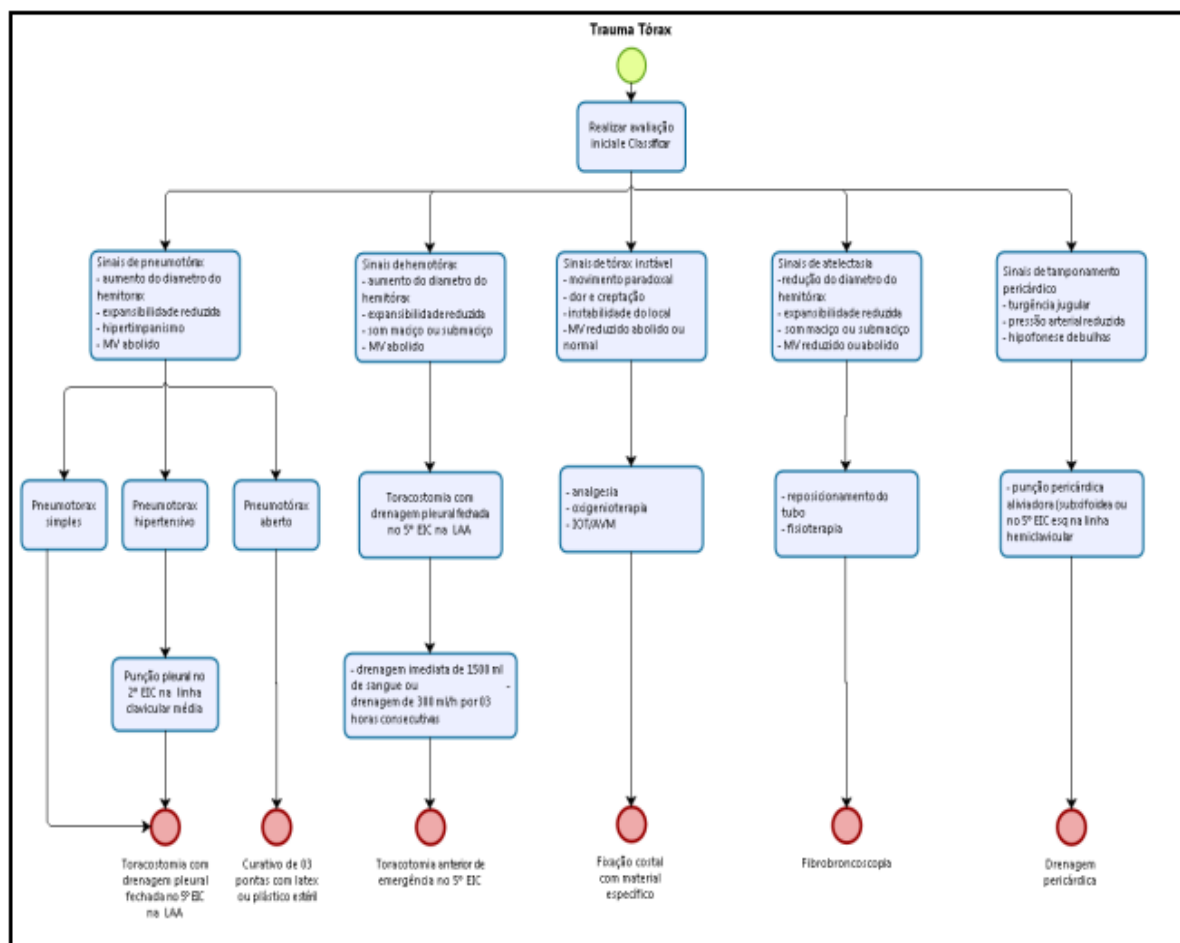 Trauma Tórax
Realizar avaliação
inicial e Classificar
Sinais de pneumotórax
- aumento do diametro do
hemitorax
- expansibilidade reduzida
- hipertimpanismo
- MV abolido
Sinais de hemotórax
- aumento do diametro do
hemitórax
- expansibilidade reduzida
- som maciço ou submaciço
- MV abolido
Sinais de tórax instável
- movimento paradoxal
- dor e creptação
- instabilidade do local
- MV reduzido abolido ou
normal
Sinais de atelectasia
-redução do diametro do
hemitórax
- expansibilidade reduzida
- som maciço ou submaciço
- MV reduzido ou abolido
Sinais de tamponamento
pericárdico
- turgência jugular
- pressão arterial reduzida
- hipofonese de bulhas
Pneumotorax
simples
Pneumotorax
hipertensivo
Pneumotórax
aberto
Toracostomia com
drenagem pleural fechada
no 5º EIC na LAA
- analgesia
- oxigenioterapia
- IOT/AVM
- reposicionamento do
tubo
- fisioterapia
- punção pericárdica
aliviadora (subxifoidea ou
no 5º EIC esq na linha
hemiclavicular
Punção pleural no
2º EIC na linha
clavicular média
- drenagem imediata de 1500 ml
de sangue ou -
drenagem de 300 ml/h por 03
horas consecutivas
Toracostomia com
drenagem pleural
fechada no 5º EIC
na LAA
Curativo de 03
pontas com latex
ou plástico estéril
Toracotomia anterior de
emergência no 5º EIC
Fixação costal
com material
específico
Fibrobroncoscopia
Drenagem
pericárdica